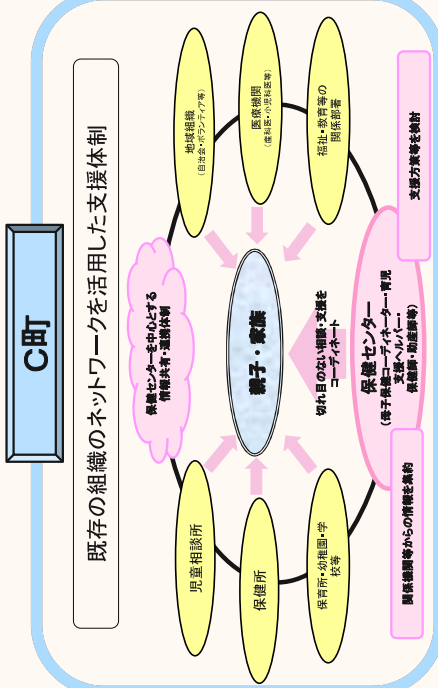 C町
既存の組織のネットワークを活用した支援体制
保健センターを中心とする
情報共有・連携体制
児童相談所
保健所
保育所・幼稚園・学
校等
地域組織
（自治会・ボランティア等）
医療機関
（産科医・小児科医等）
福祉・教育等の
関係部署
親子・家族
切れ目のない相談・支援を
コーディネート
保健センター
（母子保健コーディネーター・育児
支援ヘルパー・
保健師・助産師等）
関係機関等からの情報を集約
支援方策等を検討